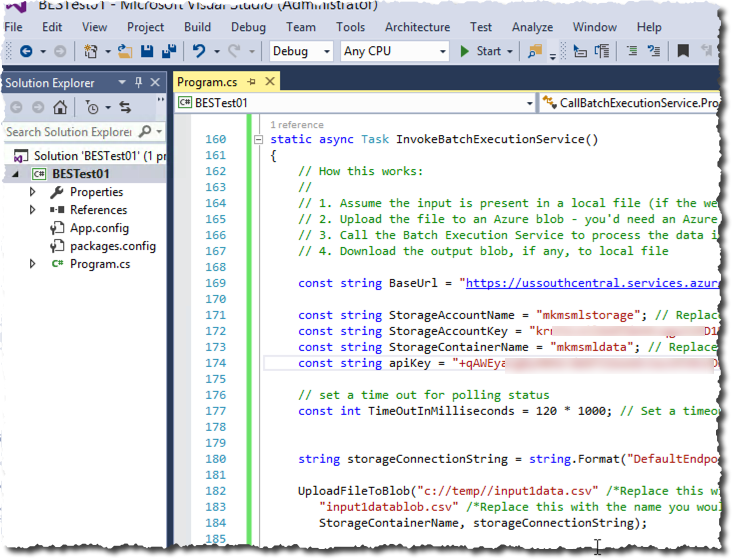 BESTest01 - Microsoft Visual Studio (Administrator)
File Edit View Project Build Debug Team Tools Architecture Test Analyze Window Help
Debug Any CPU Start
Solution Explorer
Search Solution Explorer
Solution 'BESTest01' (1 pr
BESTest01
Properties
References
App.config
packages.config
C# Program.cs
Program.cs
C# BESTest01
CallBatchExecutionService.Pro
1 reference
160 static async Task InvokeBatchExecutionService()
161 {
162 // How this works:
163 //
164 // 1. Assume the input is present in a local file (if the we
165 // 2. Upload the file to an Azure blob - you'd need an Azure
166 // 3. Call the Batch Execution Service to process the data i
167 // 4. Download the output blob, if any, to local file
168
169 const string BaseUrl = "https://ussouthcentral.services.azur
170
171 const string StorageAccountName = "mkmsmlstorage"; // Replac
172 const string StorageAccountKey = "krr
173 const string StorageContainerName = "mkmsmldata"; // Replace
174 const string apiKey = "+qAWEya
175
176 // set a time out for polling status
177 const int TimeOutInMilliseconds = 120 * 1000; // Set a timeou
178
179
180 string storageConnectionString = string.Format("DefaultEndpo
181
182 UploadFileToBlob("c://temp//input1data.csv" /*Replace this wi
183 "input1datablob.csv" /*Replace this with the name you woul
184 StorageContainerName, storageConnectionString);
185